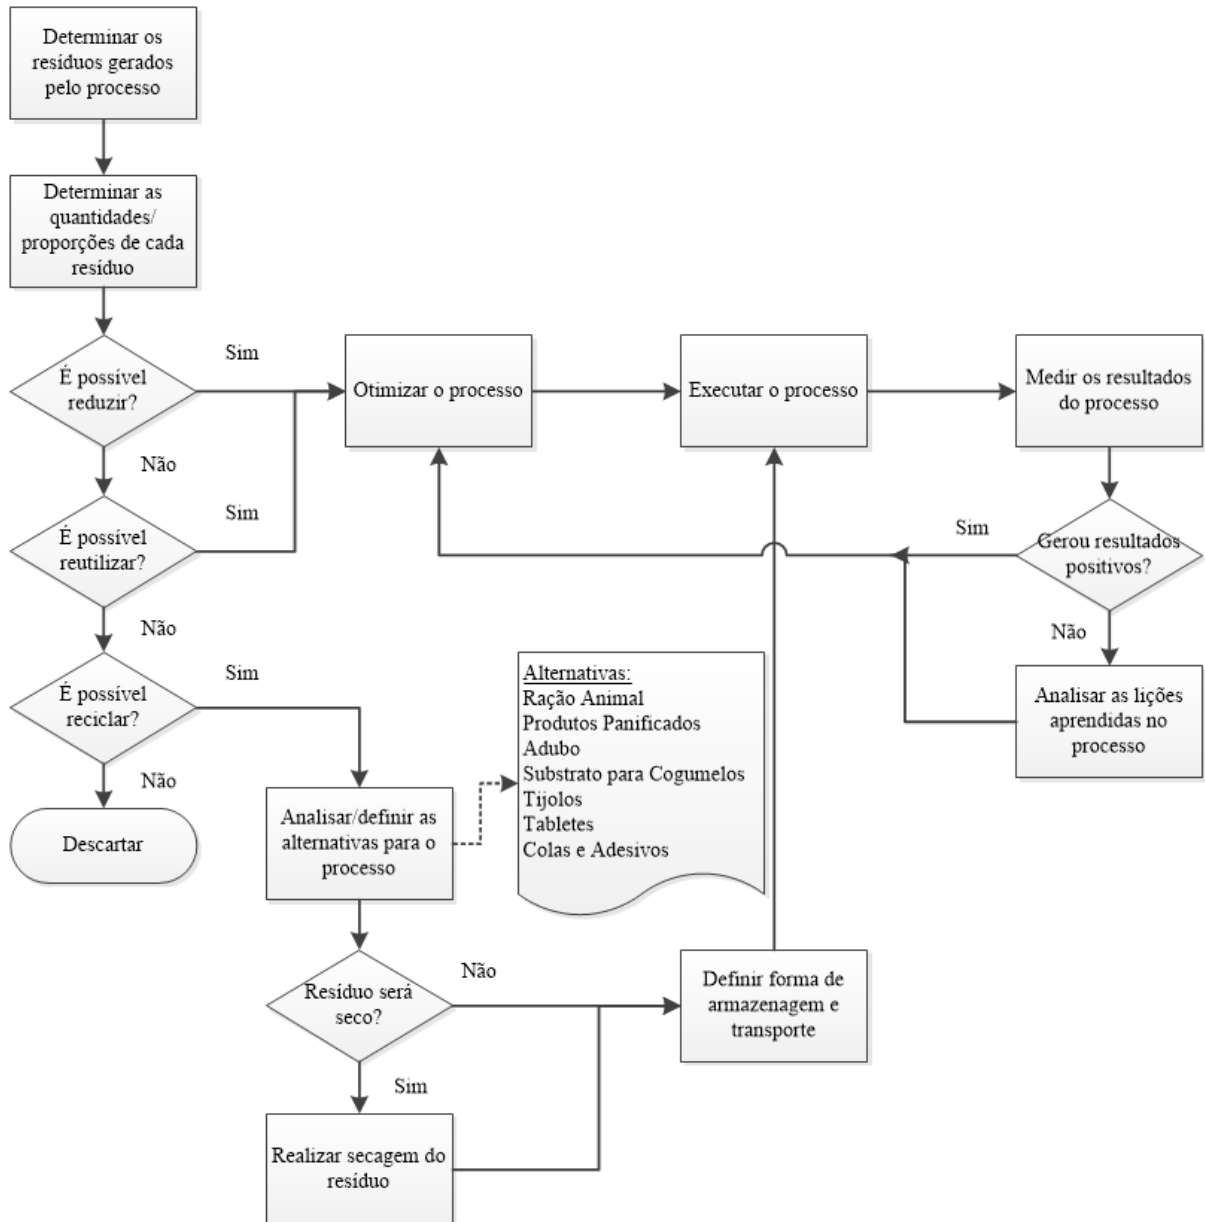 Determinar os
resíduos gerados
pelo processo
Determinar as
quantidades/
proporções de cada
resíduo
É possível
reduzir?
Sim
Otimizar o processo
Executar o processo
Medir os resultados
do processo
Não
É possível
reutilizar?
Sim
Sim
Gerou resultados
positivos?
Não
Não
É possível
reciclar?
Sim
Analisar as lições
aprendidas no
processo
Não
Descartar
Analisar/definir as
alternativas para o
processo
Alternativas:
Ração Animal
Produtos Panificados
Adubo
Substrato para Cogumelos
Tijolos
Tabletes
Colas e Adesivos
Resíduo será
seco?
Não
Definir forma de
armazenagem e
transporte
Sim
Realizar secagem do
resíduo